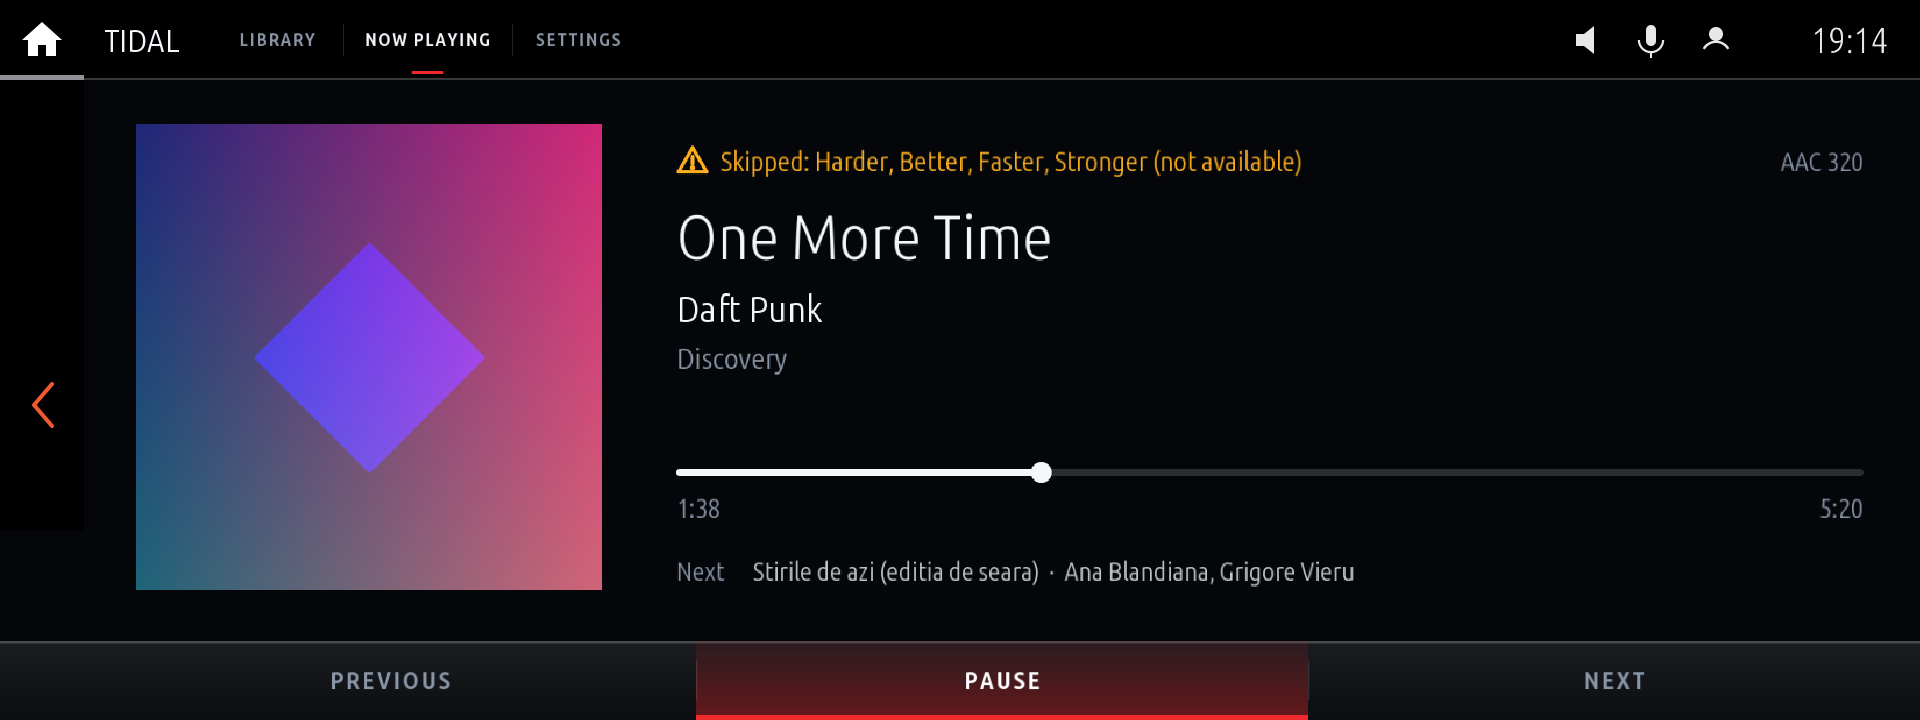 TIDAL
LIBRARY
NOW PLAYING
SETTINGS
19:14
Skipped: Harder, Better, Faster, Stronger (not available)
AAC 320
One More Time
Daft Punk
Discovery
1:38
5:20
Next Stirile de azi (editia de seara) · Ana Blandiana, Grigore Vieru
PREVIOUS
PAUSE
NEXT